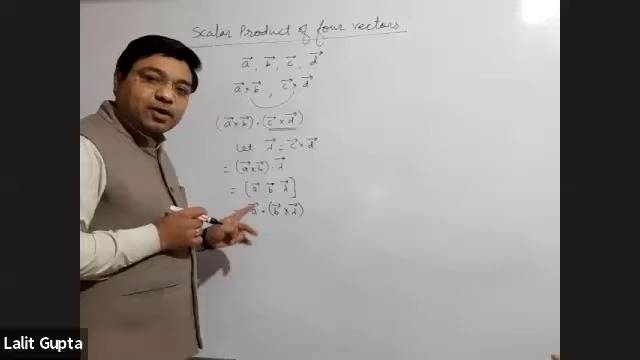 Scalar Product of four vectors
a⃗ , b⃗ , c⃗ , d⃗
a⃗ × b⃗ , c⃗ × d⃗
(a⃗ × b⃗) · (c⃗ × d⃗)
Let λ⃗ = c⃗ × d⃗
= (a⃗ × b⃗) · λ⃗
= [a⃗ b⃗ λ⃗]
a⃗ · (b⃗ × λ⃗)
Lalit Gupta